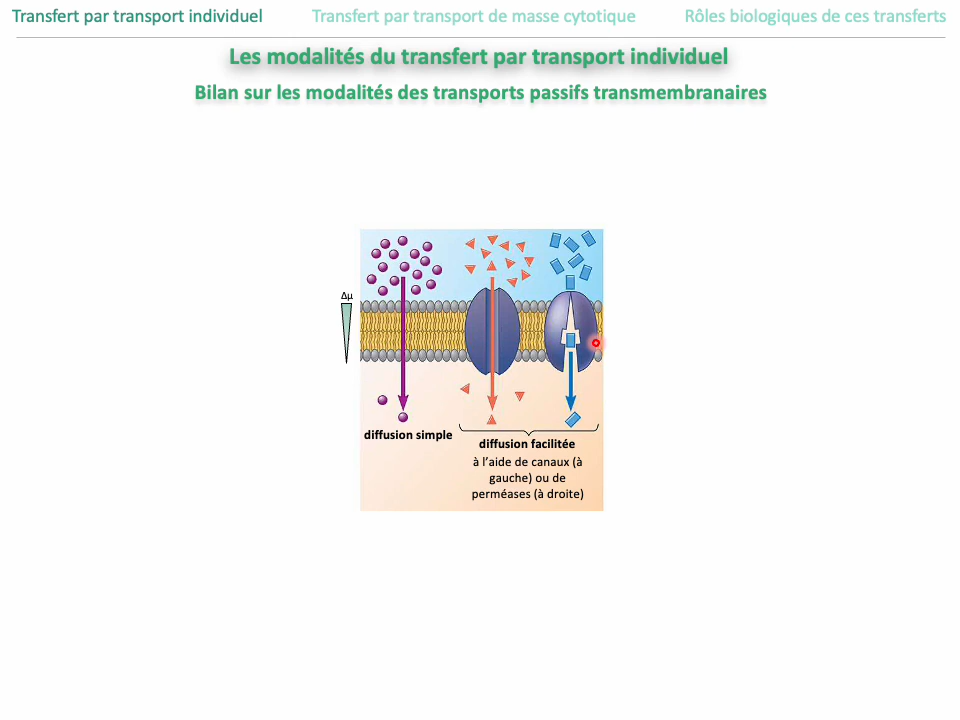 Transfert par transport individuel Transfert par transport de masse cytotique Rôles biologiques de ces transferts
Les modalités du transfert par transport individuel
Bilan sur les modalités des transports passifs transmembranaires
Δμ
diffusion simple
diffusion facilitée
à l’aide de canaux (à
gauche) ou de
perméases (à droite)